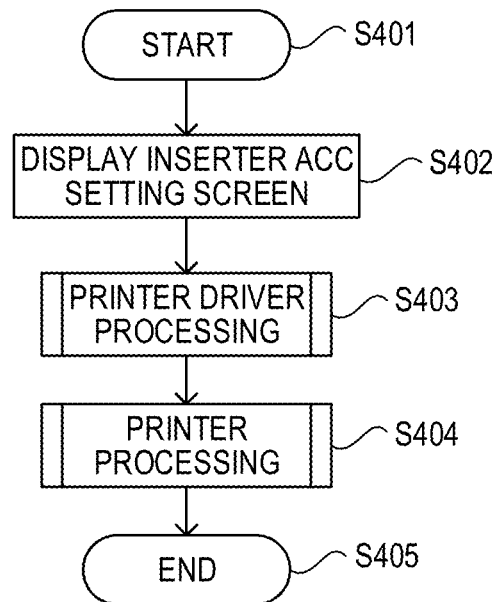 START
S401
DISPLAY INSERTER ACC
SETTING SCREEN
S402
PRINTER DRIVER
PROCESSING
S403
PRINTER
PROCESSING
S404
END
S405